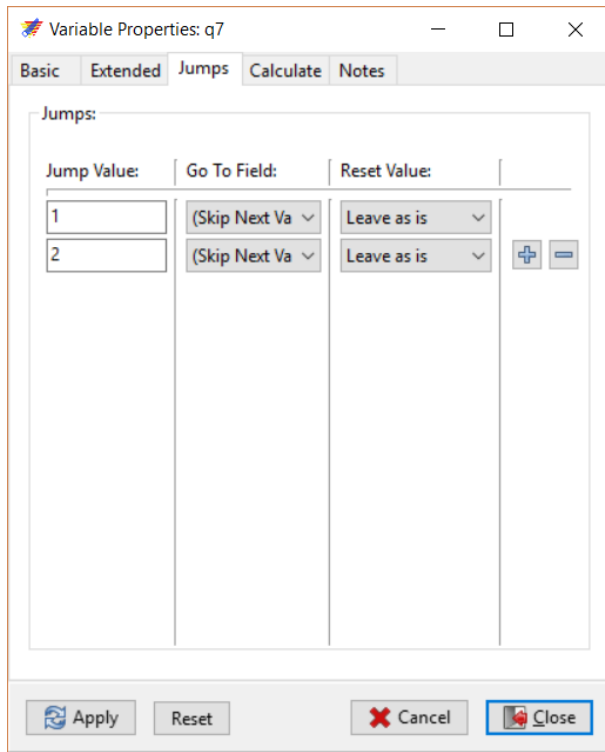 Variable Properties: q7
Basic Extended Jumps Calculate Notes
Jumps:
Jump Value: Go To Field: Reset Value:
1 (Skip Next Va Leave as is
2 (Skip Next Va Leave as is
Apply Reset Cancel Close